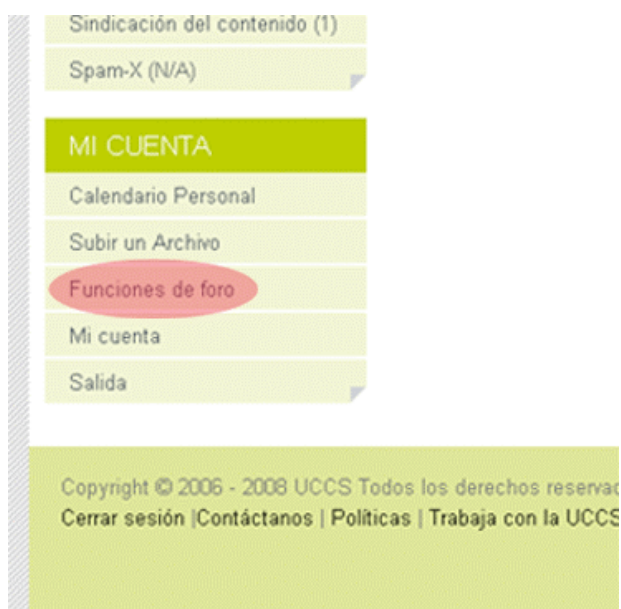 Sindicación del contenido (1)
Spam-X (N/A)
MI CUENTA
Calendario Personal
Subir un Archivo
Funciones de foro
Mi cuenta
Salida
Copyright © 2006 - 2008 UCCS Todos los derechos reservad
Cerrar sesión |Contáctanos | Políticas | Trabaja con la UCCS